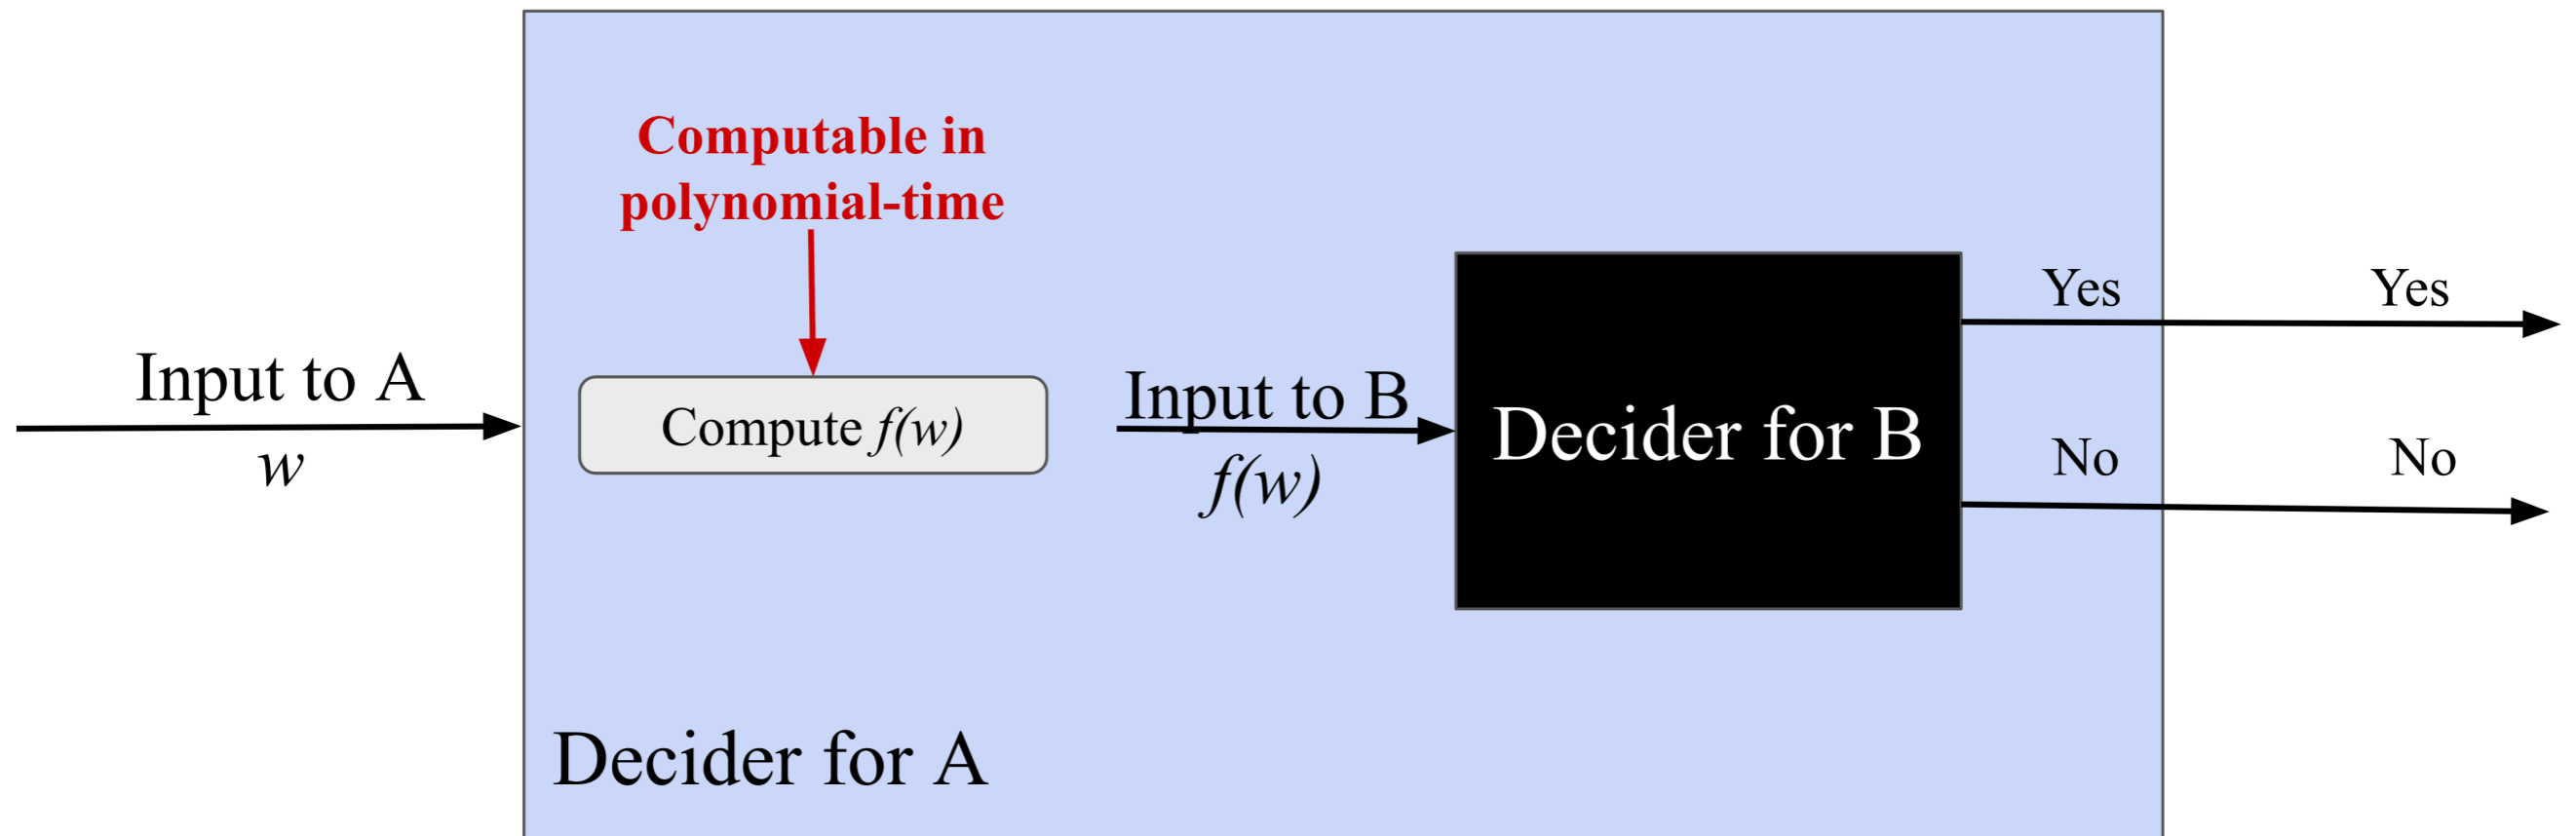 Computable in
polynomial-time
Input to A
w
Compute f(w)
Input to B
f(w)
Decider for B
Yes
Yes
No
No
Decider for A